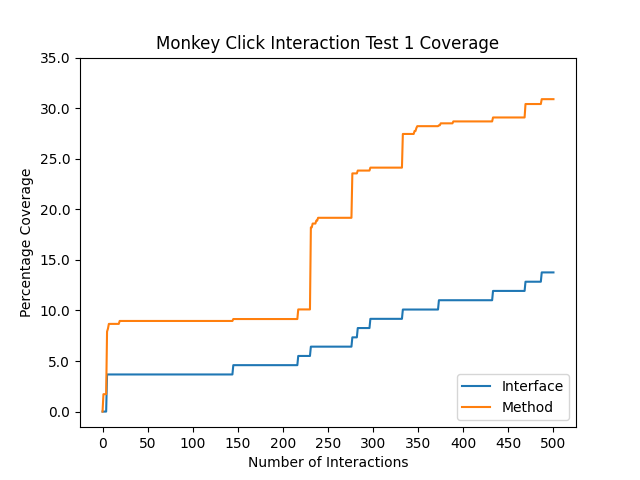 Monkey Click Interaction Test 1 Coverage
35.0
30.0
25.0
20.0
15.0
10.0
5.0
0.0
Percentage Coverage
0 50 100 150 200 250 300 350 400 450 500
Number of Interactions
Interface
Method